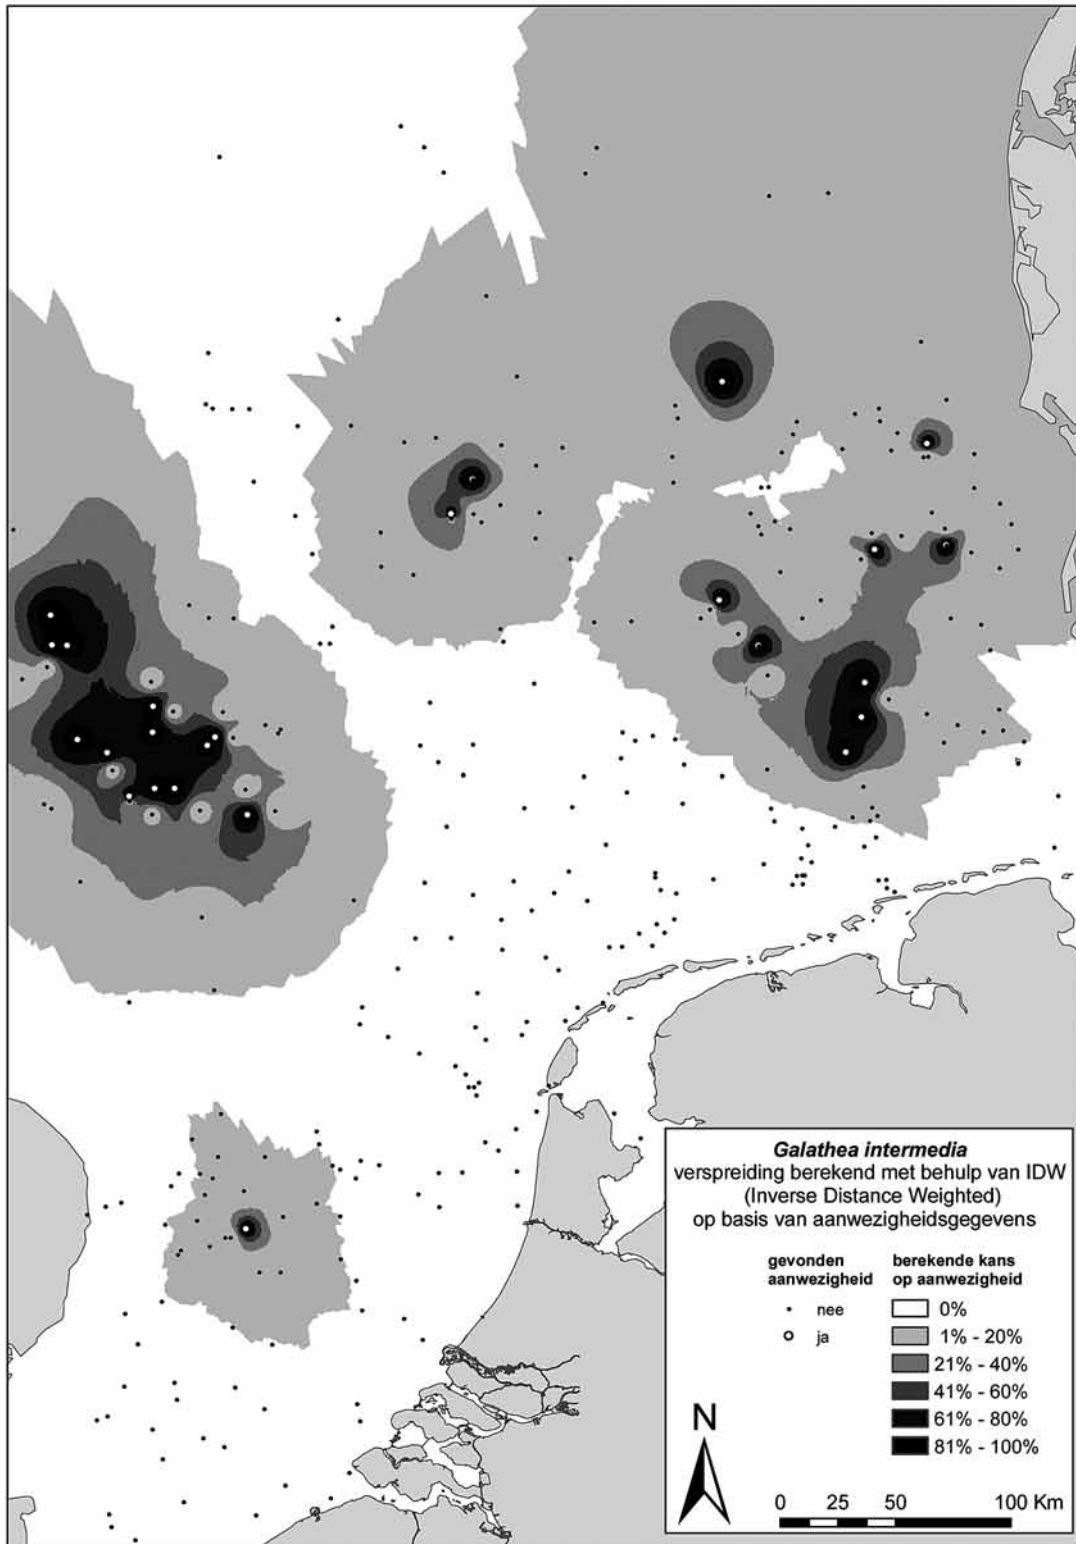 Galathea intermedia
verspreiding berekend met behulp van IDW
(Inverse Distance Weighted)
op basis van aanwezigheidsgegevens
gevonden
aanwezigheid
nee
ja
berekende kans
op aanwezigheid
0%
1% - 20%
21% - 40%
41% - 60%
61% - 80%
81% - 100%
N
0 25 50 100 Km